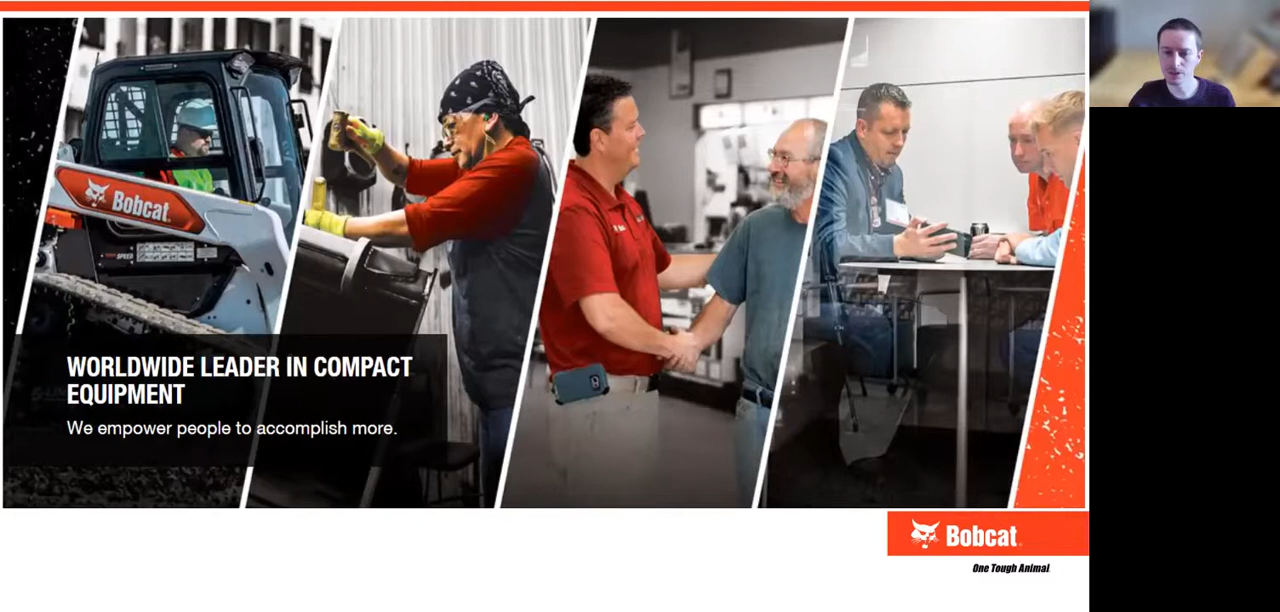 Bobcat
WORLDWIDE LEADER IN COMPACT
EQUIPMENT
We empower people to accomplish more.
Bobcat
One Tough Animal